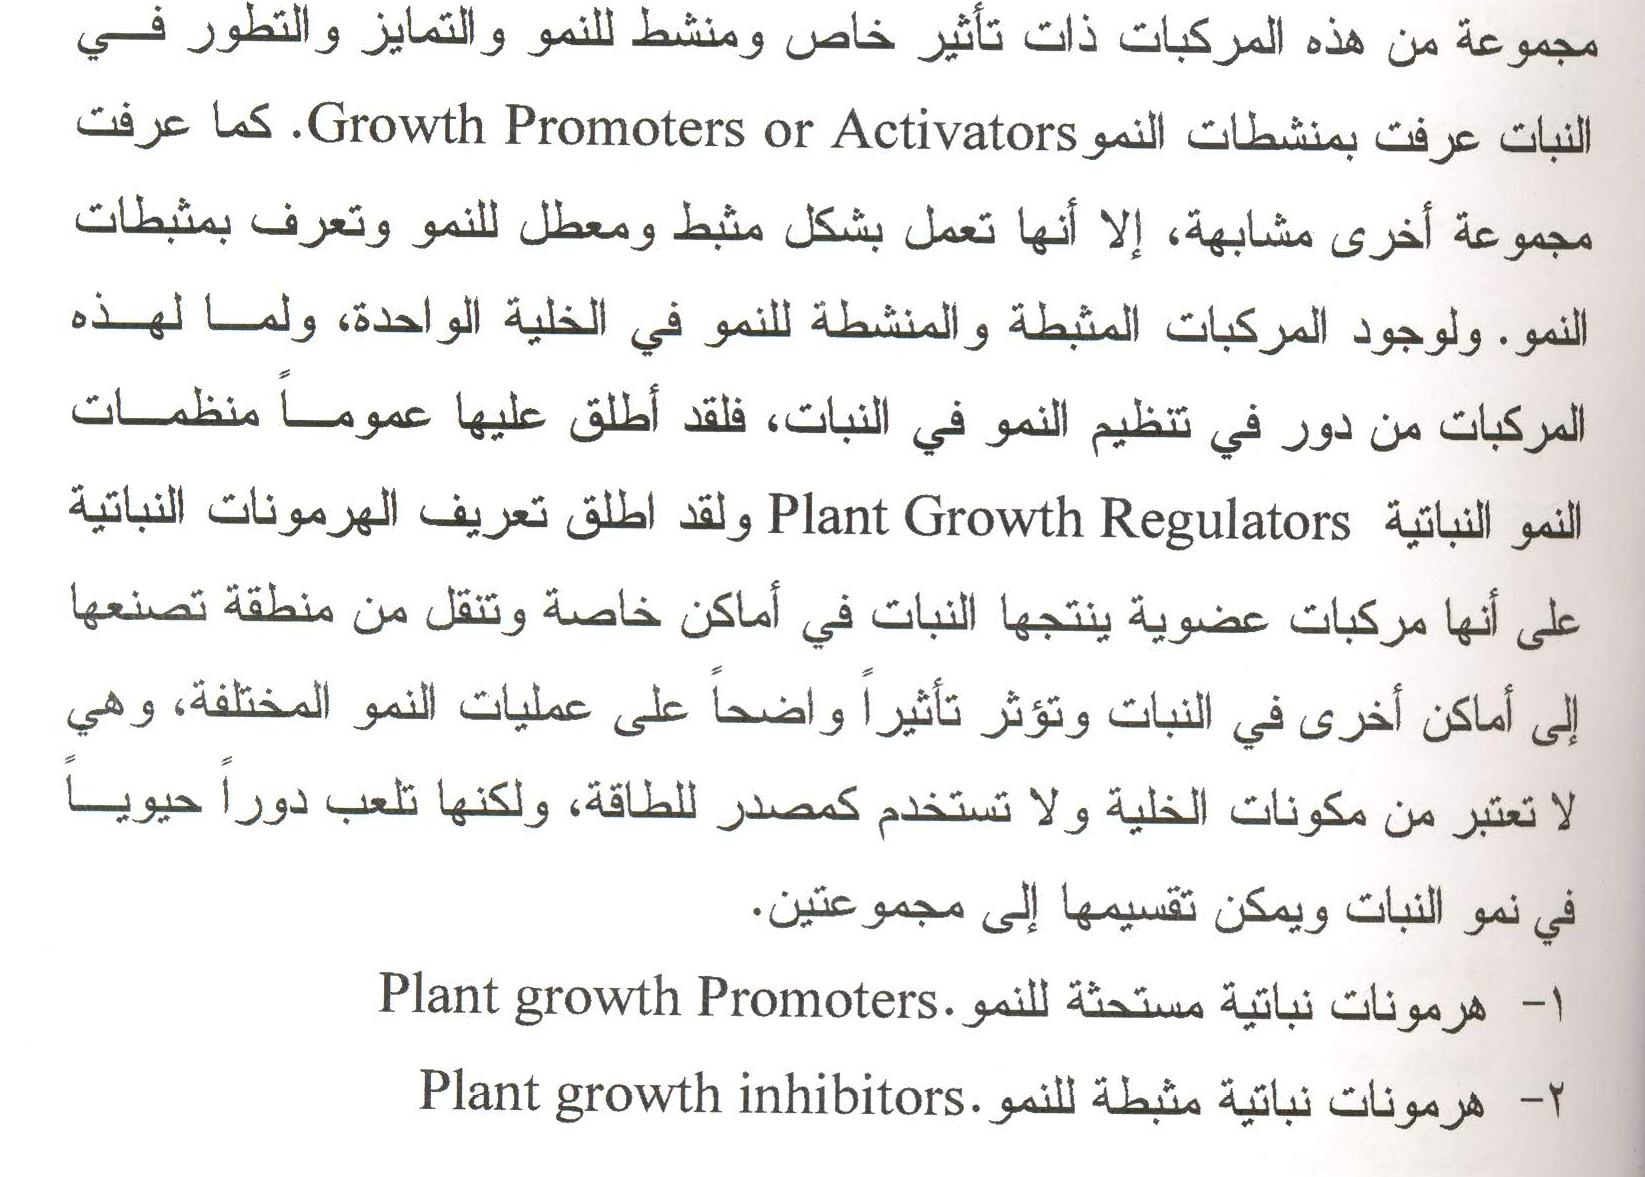 مجموعة من هذه المركبات ذات تأثير خاص ومنشط للنمو والتمايز والتطور في
النبات عرفت بمنشطات النمو Growth Promoters or Activators. كما عرفت
مجموعة أخرى مشابهة، إلا أنها تعمل بشكل مثبط ومعطل للنمو وتعرف بمثبطات
النمو. ولوجود المركبات المثبطة والمنشطة للنمو في الخلية الواحدة، ولما لهذه
المركبات من دور في تنظيم النمو في النبات، فلقد أطلق عليها عموماً منظمات
النمو النباتية Plant Growth Regulators ولقد اطلق تعريف الهرمونات النباتية
على أنها مركبات عضوية ينتجها النبات في أماكن خاصة وتنقل من منطقة تصنعها
إلى أماكن أخرى في النبات وتؤثر تأثيراً واضحاً على عمليات النمو المختلفة، وهي
لا تعتبر من مكونات الخلية ولا تستخدم كمصدر للطاقة، ولكنها تلعب دوراً حيوياً
في نمو النبات ويمكن تقسيمها إلى مجموعتين.
١- هرمونات نباتية مستحثة للنمو .Plant growth Promoters
٢- هرمونات نباتية مثبطة للنمو .Plant growth inhibitors